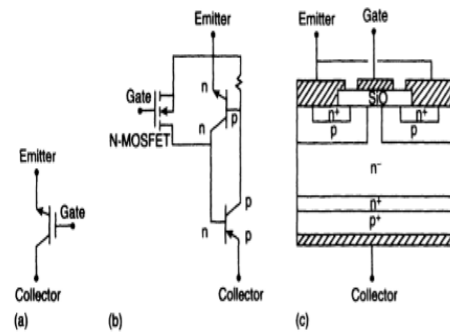 Emitter
Gate
N-MOSFET
n
n
p
n
p
p
Collector
(b)
Emitter
Gate
Collector
(a)
Emitter
Gate
SiO
n+
n+
p
p
n−
n+
p+
Collector
(c)